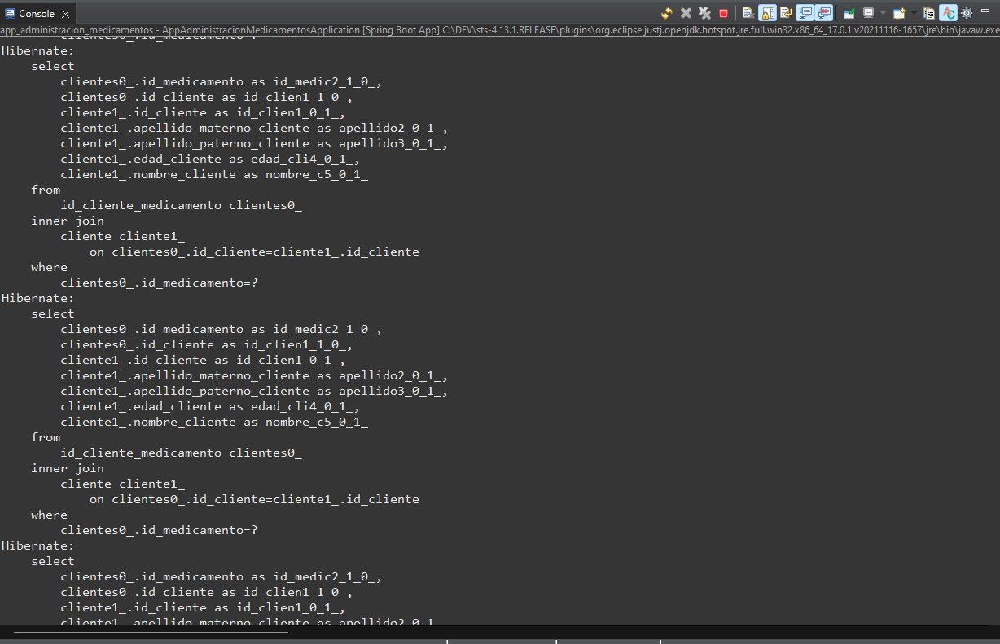 Console
app_administracion_medicamentos - AppAdministracionMedicamentosApplication [Spring Boot App] C:\DEV\sts-4.13.1.RELEASE\plugins\org.eclipse.justj.openjdk.hotspot.jre.full.win32.x86_64_17.0.1.v20211116-1657\jre\bin\javaw.exe
Hibernate:
    select
        clientes0_.id_medicamento as id_medic2_1_0_,
        clientes0_.id_cliente as id_clien1_1_0_,
        cliente1_.id_cliente as id_clien1_0_1_,
        cliente1_.apellido_materno_cliente as apellido2_0_1_,
        cliente1_.apellido_paterno_cliente as apellido3_0_1_,
        cliente1_.edad_cliente as edad_cli4_0_1_,
        cliente1_.nombre_cliente as nombre_c5_0_1_
    from
        id_cliente_medicamento clientes0_
    inner join
        cliente cliente1_
            on clientes0_.id_cliente=cliente1_.id_cliente
    where
        clientes0_.id_medicamento=?
Hibernate:
    select
        clientes0_.id_medicamento as id_medic2_1_0_,
        clientes0_.id_cliente as id_clien1_1_0_,
        cliente1_.id_cliente as id_clien1_0_1_,
        cliente1_.apellido_materno_cliente as apellido2_0_1_,
        cliente1_.apellido_paterno_cliente as apellido3_0_1_,
        cliente1_.edad_cliente as edad_cli4_0_1_,
        cliente1_.nombre_cliente as nombre_c5_0_1_
    from
        id_cliente_medicamento clientes0_
    inner join
        cliente cliente1_
            on clientes0_.id_cliente=cliente1_.id_cliente
    where
        clientes0_.id_medicamento=?
Hibernate:
    select
        clientes0_.id_medicamento as id_medic2_1_0_,
        clientes0_.id_cliente as id_clien1_1_0_,
        cliente1_.id_cliente as id_clien1_0_1_,
        cliente1_.apellido_materno_cliente as apellido2_0_1